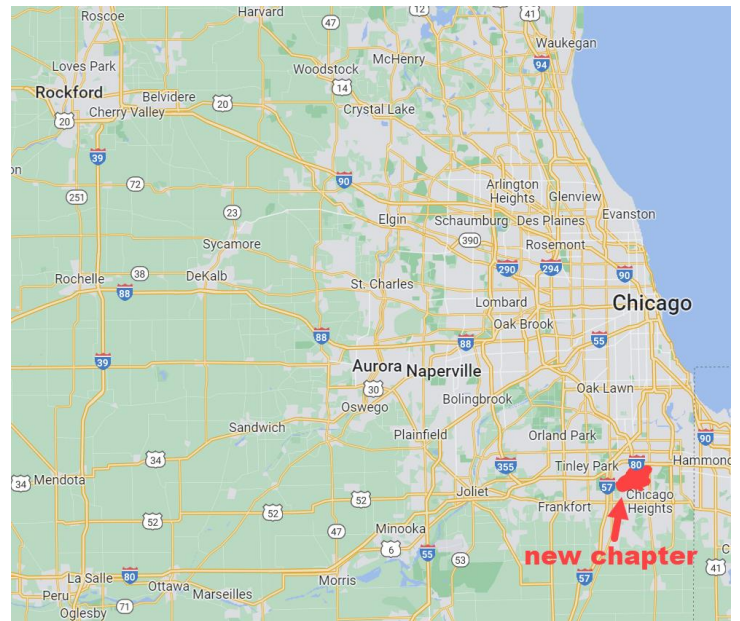 Roscoe
Harvard
47
12
41
Waukegan
McHenry
94
Woodstock
Loves Park
14
Rockford
Belvidere
20
Crystal Lake
Cherry Valley
20
39
90
Arlington
Heights
Glenview
72
251
23
Elgin
Schaumburg
Des Plaines
Evanston
390
Rosemont
Sycamore
290
294
90
Rochelle
38
DeKalb
St. Charles
88
Lombard
Chicago
Oak Brook
88
88
55
39
Aurora
Naperville
30
Oak Lawn
Oswego
Bolingbrook
Sandwich
Plainfield
Orland Park
90
34
34
Mendota
355
Tinley Park
80
Hammond
57
Joliet
Chicago
Heights
52
52
52
Frankfort
47
Minooka
6
55
53
new chapter
C
41
La Salle
80
Ottawa
Morris
57
Peru
Marseilles
71
Oglesby